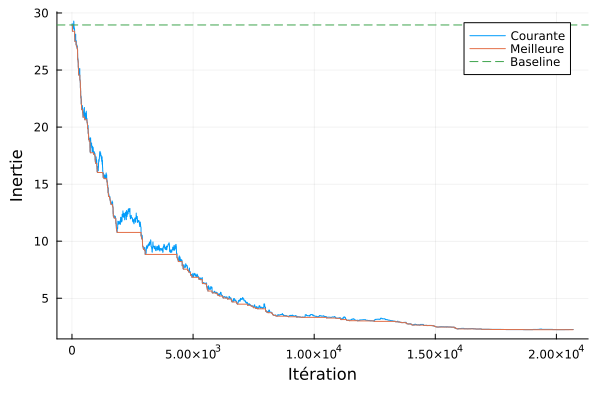 30
25
20
15
10
5
Inertie
Courante
Meilleure
Baseline
0
5.00×10³
1.00×10⁴
1.50×10⁴
2.00×10⁴
Itération